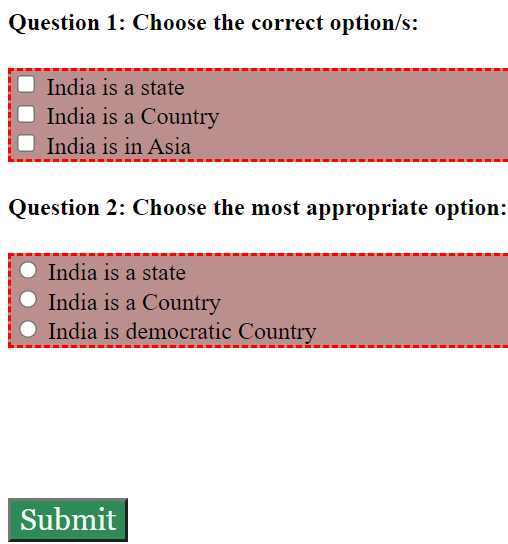 Question 1: Choose the correct option/s:
India is a state
India is a Country
India is in Asia
Question 2: Choose the most appropriate option:
India is a state
India is a Country
India is democratic Country
Submit